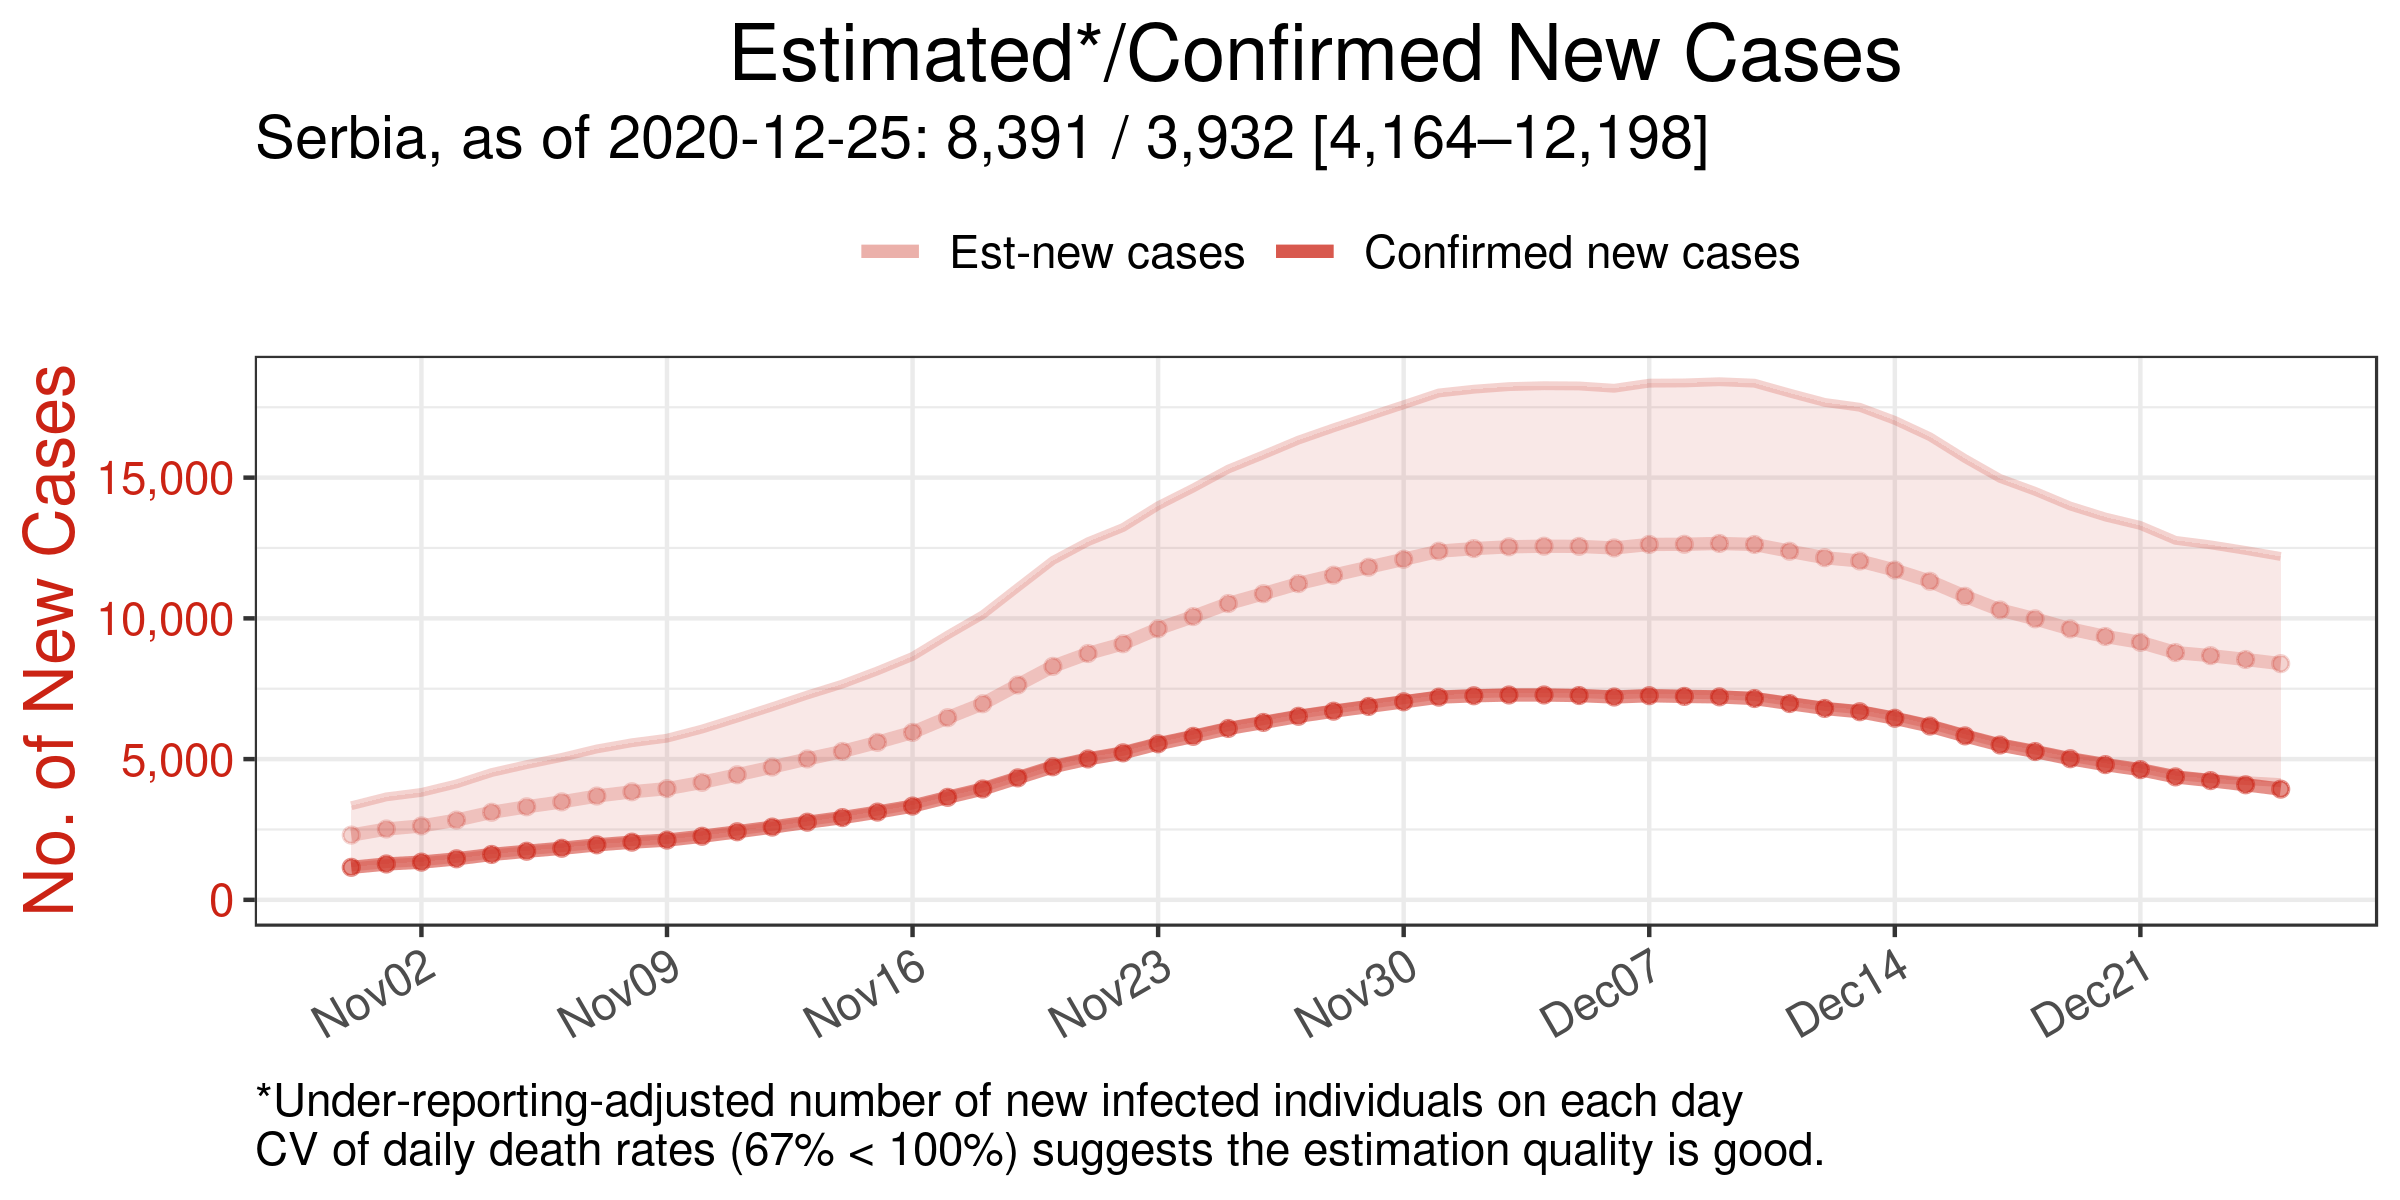 Estimated*/Confirmed New Cases
Serbia, as of 2020-12-25: 8,391 / 3,932 [4,164–12,198]
Est-new cases
Confirmed new cases
No. of New Cases
15,000
10,000
5,000
0
Nov02
Nov09
Nov16
Nov23
Nov30
Dec07
Dec14
Dec21
*Under-reporting-adjusted number of new infected individuals on each day
CV of daily death rates (67% < 100%) suggests the estimation quality is good.